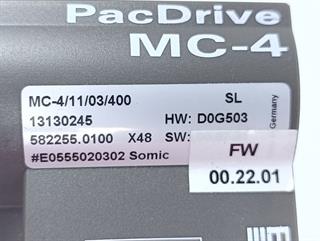 PacDrive
MC-4
MC-4/11/03/400 SL
13130245 HW: D0G503
582255.0100 X48 SW:
#E0555020302 Somic
Germany
FW
00.22.01